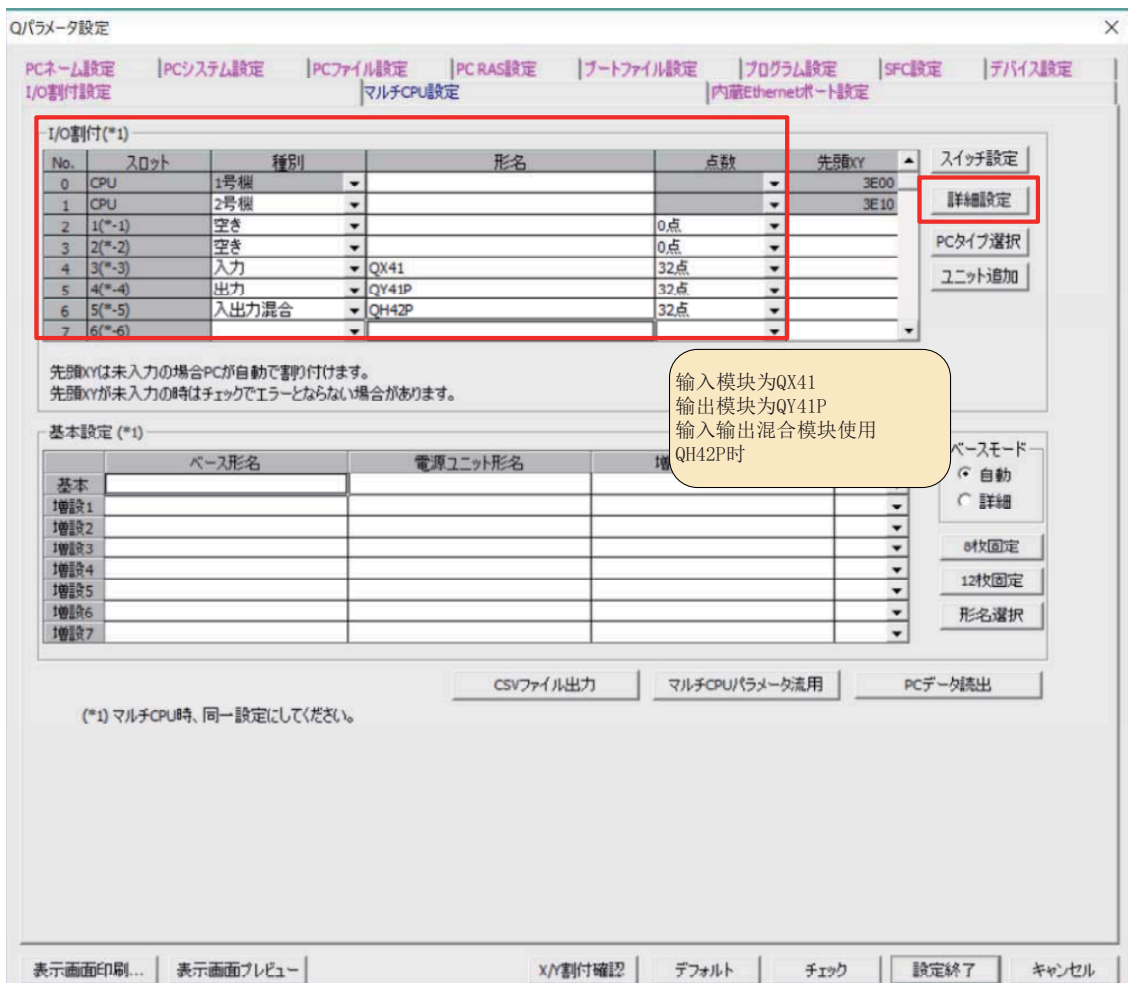 Qパラメータ設定
PCネーム設定 PCシステム設定 PCファイル設定 PC RAS設定 ブートファイル設定 プログラム設定 SFC設定 デバイス設定
I/O割付設定 マルチCPU設定 内蔵Ethernetポート設定
I/O割付(*1)
No. スロット 種別 形名 点数 先頭XY
0 CPU 1号機 3E00
1 CPU 2号機 3E10
2 1(*-1) 空き 0点
3 2(*-2) 空き 0点
4 3(*-3) 入力 QX41 32点
5 4(*-4) 出力 QY41P 32点
6 5(*-5) 入出力混合 QH42P 32点
7 6(*-6)
スイッチ設定
詳細設定
PCタイプ選択
ユニット追加
先頭XYは未入力の場合PCが自動で割り付けます。
先頭XYが未入力の時はチェックでエラーとならない場合があります。
输入模块为QX41
输出模块为QY41P
输入输出混合模块使用
QH42P时
基本設定 (*1)
ベース形名 電源ユニット形名 増
基本
増設1
増設2
増設3
増設4
増設5
増設6
増設7
ベースモード
自動
詳細
8枚固定
12枚固定
形名選択
CSVファイル出力 マルチCPUパラメータ流用 PCデータ読出
(*1) マルチCPU時、同一設定にしてください。
表示画面印刷... 表示画面プレビュー X/Y割付確認 デフォルト チェック 設定終了 キャンセル